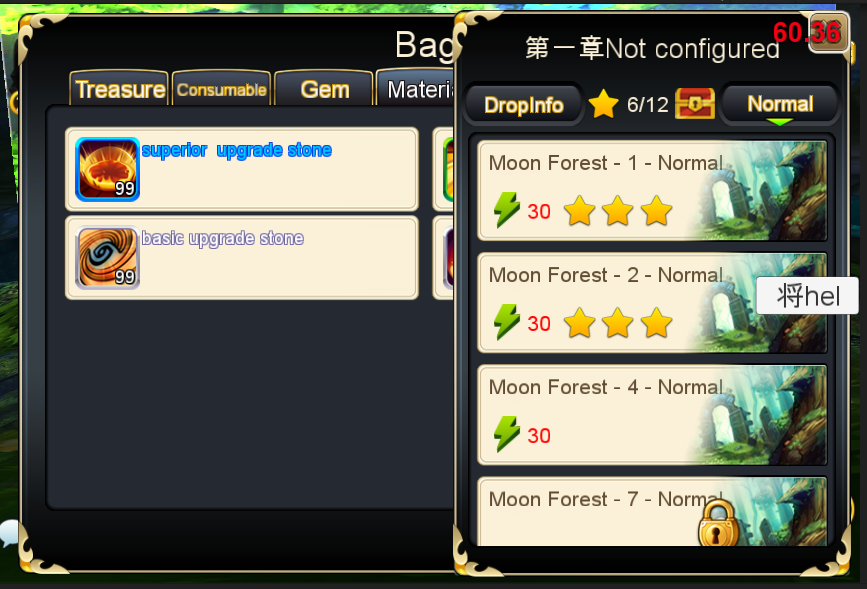 Bag
Treasure
Consumable
Gem
Materi
superior upgrade stone
99
basic upgrade stone
99
第一章Not configured
60.36
DropInfo
6/12
Normal
Moon Forest - 1 - Normal
30
Moon Forest - 2 - Normal
30
将hel
Moon Forest - 4 - Normal
30
Moon Forest - 7 - Normal